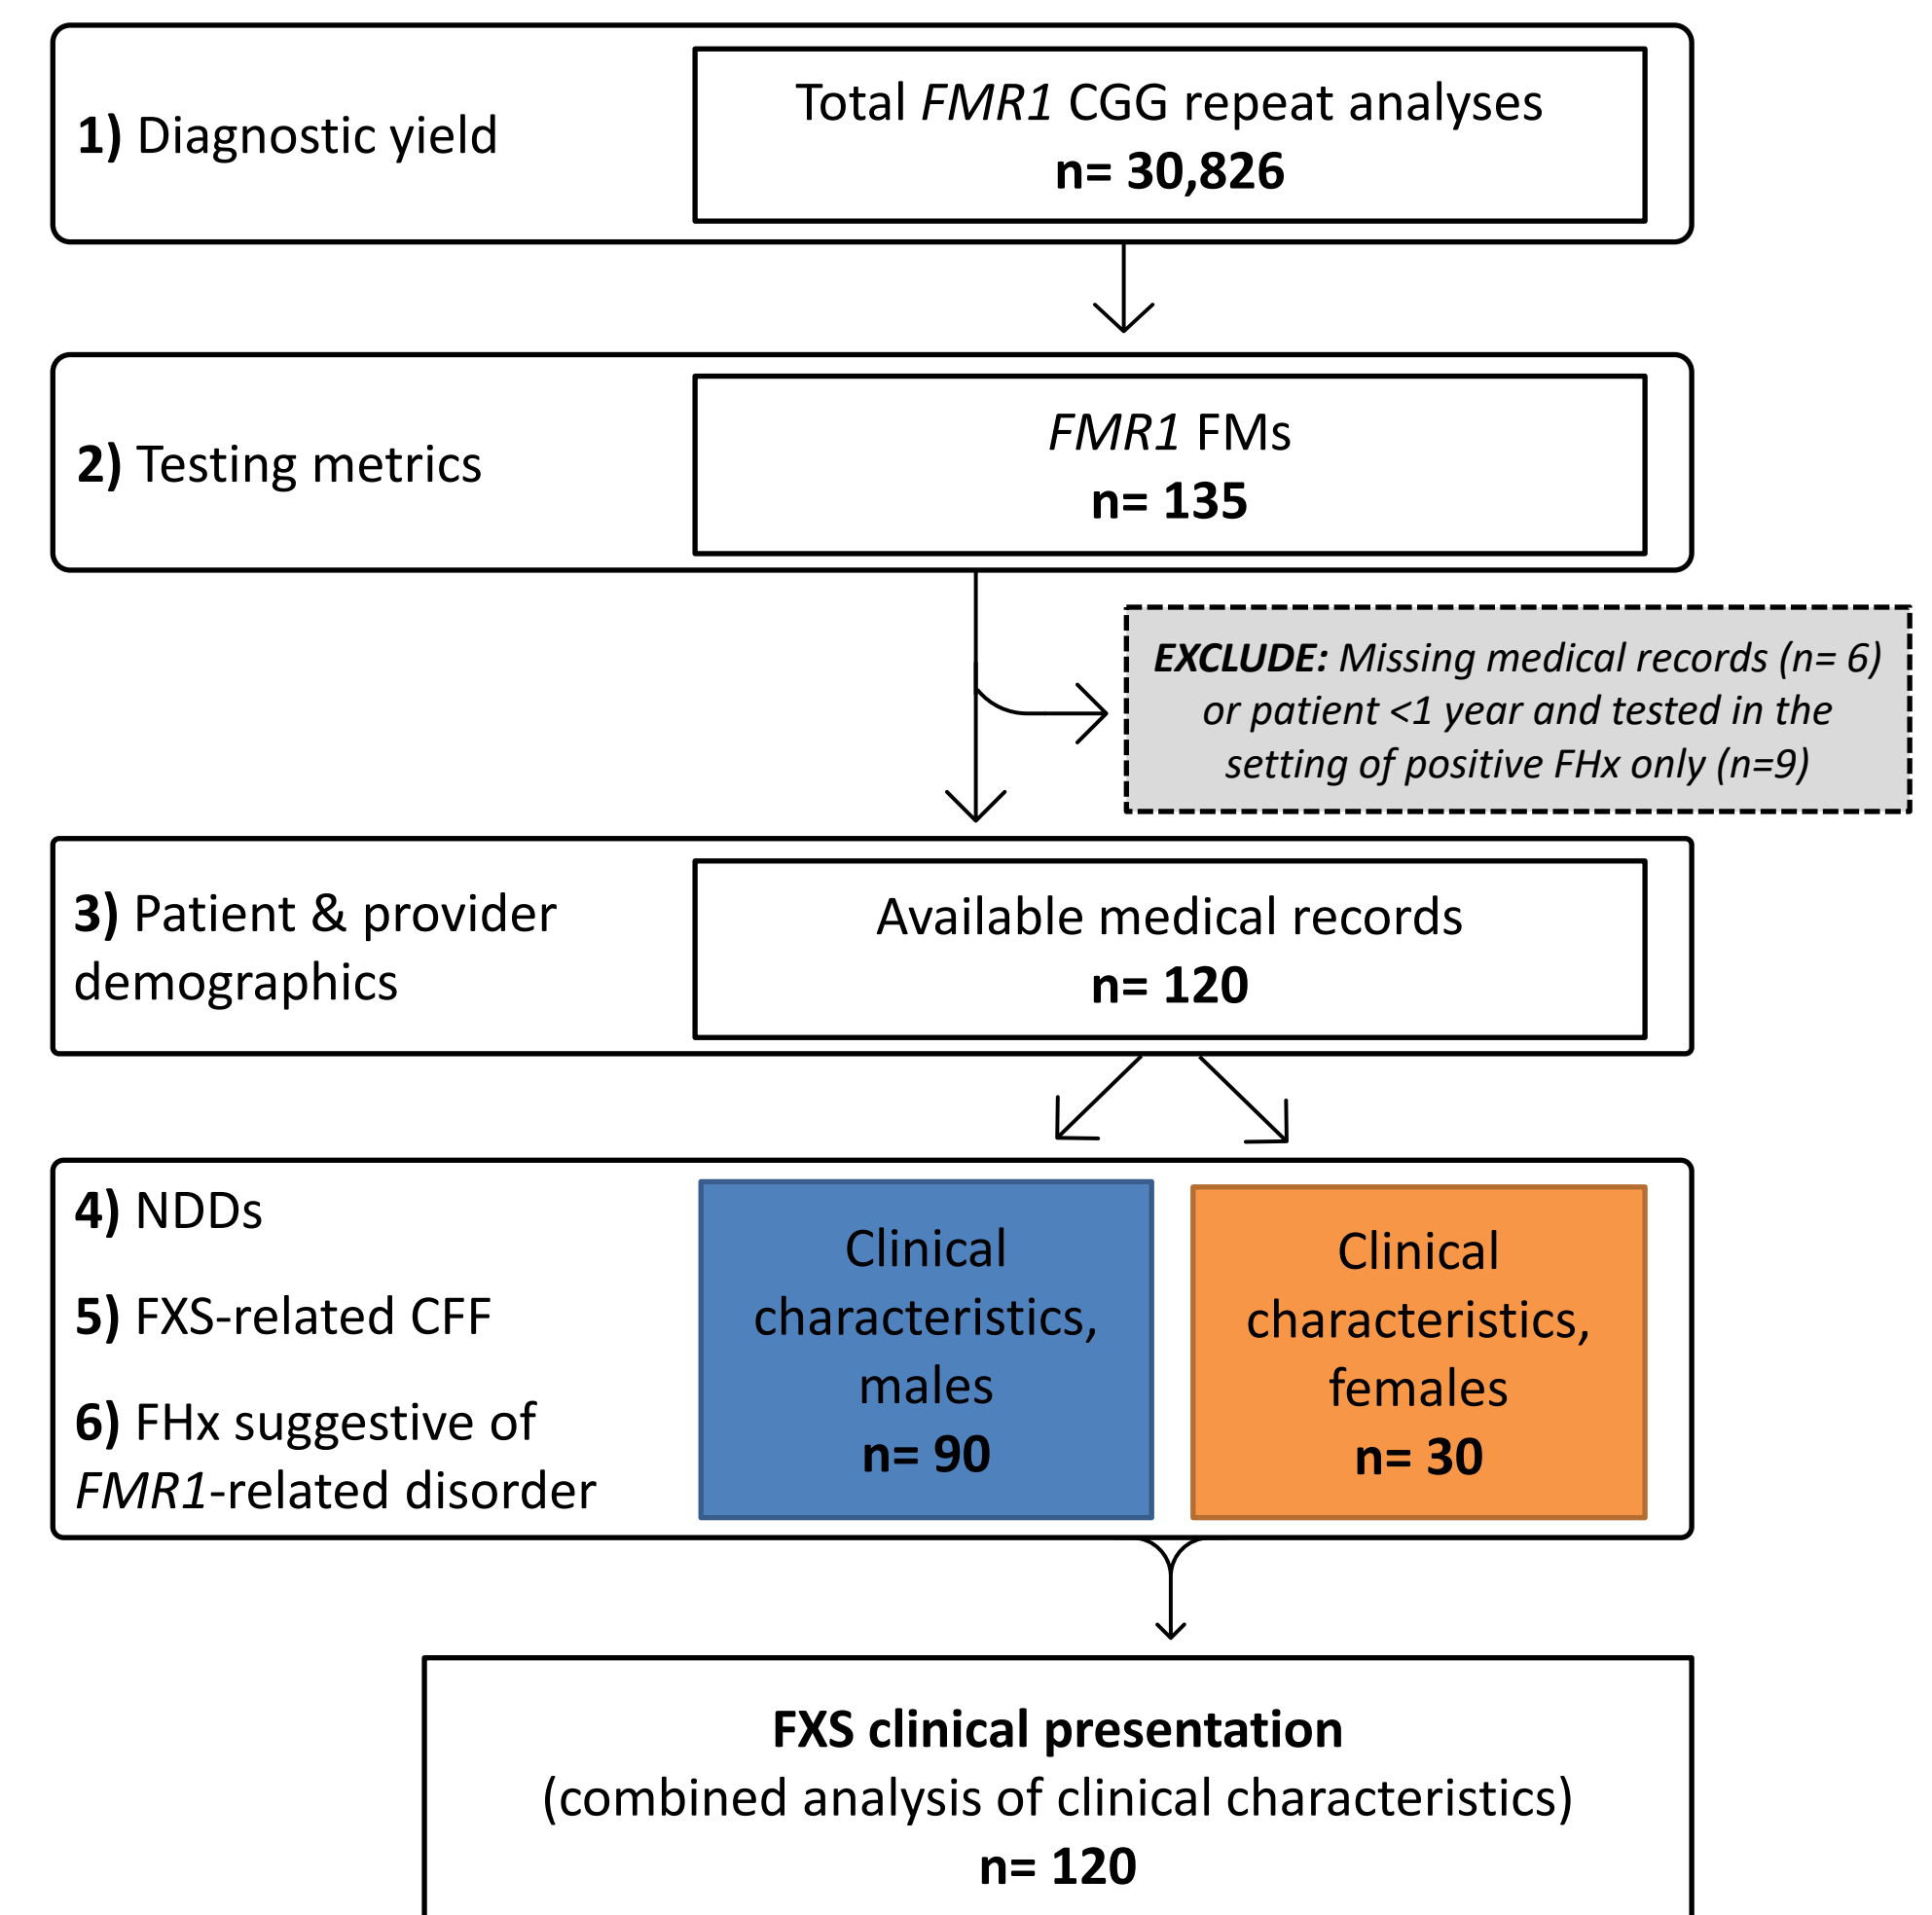 1) Diagnostic yield
Total FMR1 CGG repeat analyses
n= 30,826
2) Testing metrics
FMR1 FMs
n= 135
EXCLUDE: Missing medical records (n= 6)
or patient <1 year and tested in the
setting of positive FHx only (n=9)
3) Patient & provider
demographics
Available medical records
n= 120
4) NDDs
5) FXS-related CFF
6) FHx suggestive of
FMR1-related disorder
Clinical
characteristics,
males
n= 90
Clinical
characteristics,
females
n= 30
FXS clinical presentation
(combined analysis of clinical characteristics)
n= 120